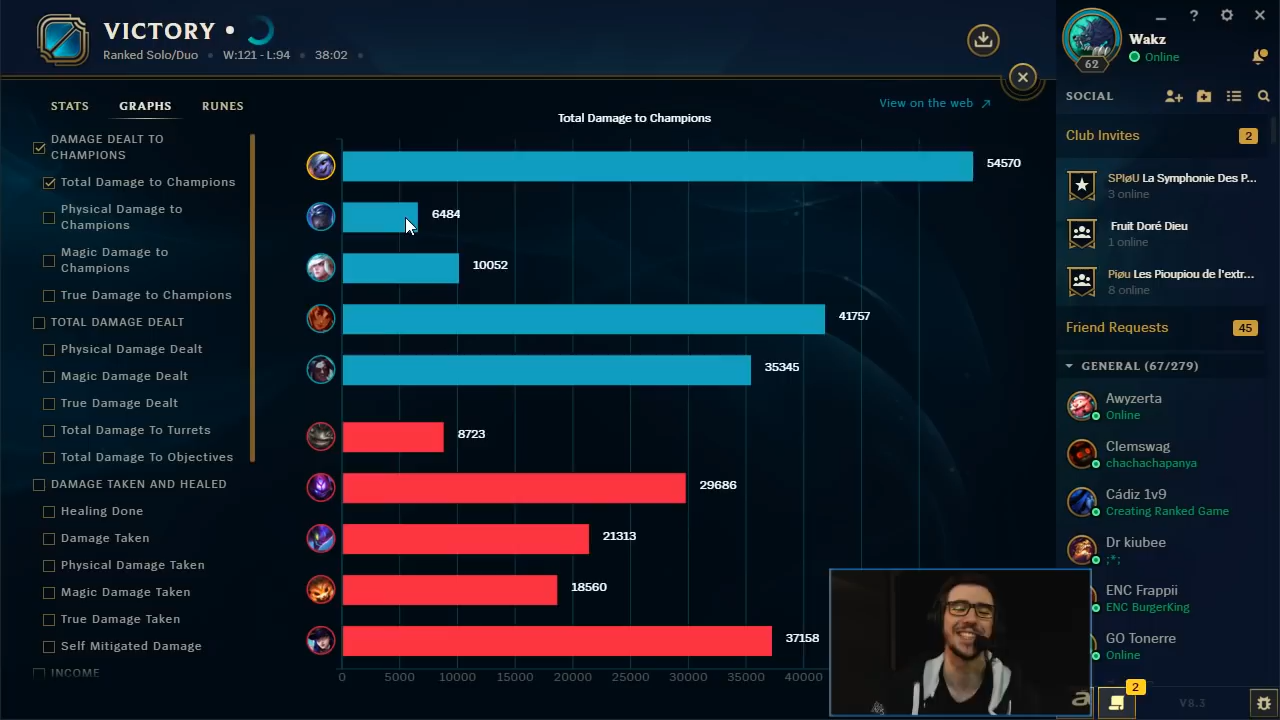 VICTORY •
Ranked Solo/Duo • W:121 - L:94 • 38:02 •
STATS GRAPHS RUNES
View on the web
DAMAGE DEALT TO
CHAMPIONS
Total Damage to Champions
Physical Damage to
Champions
Magic Damage to
Champions
True Damage to Champions
TOTAL DAMAGE DEALT
Physical Damage Dealt
Magic Damage Dealt
True Damage Dealt
Total Damage To Turrets
Total Damage To Objectives
DAMAGE TAKEN AND HEALED
Healing Done
Damage Taken
Physical Damage Taken
Magic Damage Taken
True Damage Taken
Self Mitigated Damage
INCOME
Total Damage to Champions
54570
6484
10052
41757
35345
8723
29686
21313
18560
37158
0 5000 10000 15000 20000 25000 30000 35000 40000
?
62
Wakz
Online
SOCIAL
Club Invites 2
SPIøU La Symphonie Des P...
3 online
Fruit Doré Dieu
1 online
Piøu Les Pioupiou de l'extr...
8 online
Friend Requests 45
GENERAL (67/279)
Awyzerta
Online
Clemswag
chachachapanya
Cádiz 1v9
Creating Ranked Game
Dr kiubee
;*;
ENC Frappii
ENC BurgerKing
GO Tonerre
Online
2
V8.3